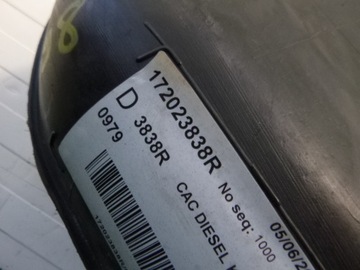 172023838R
No seq: 1000
05/06/2
D
3838R
CAC DIESEL
0979